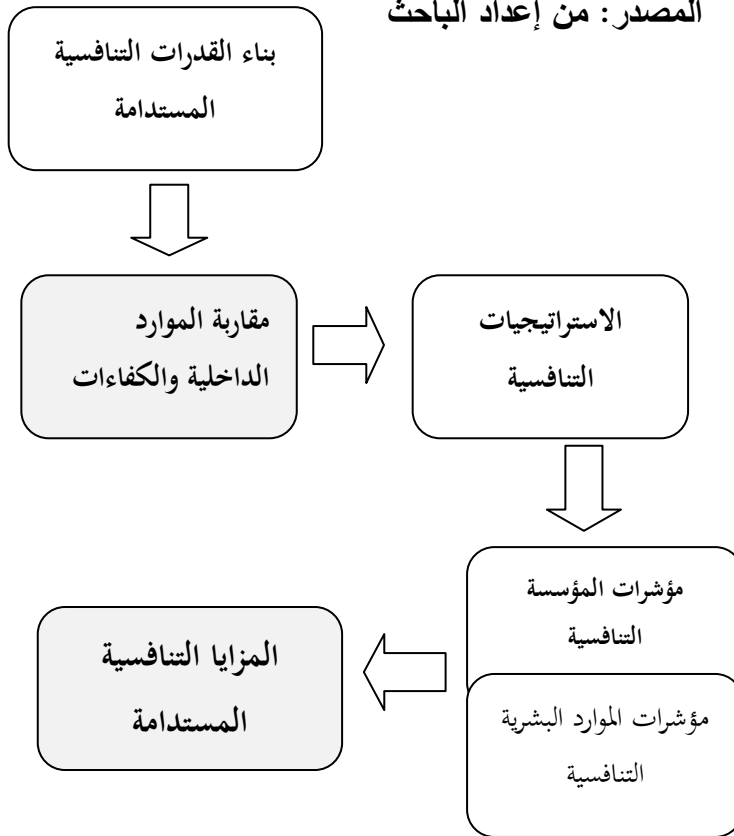 المصدر: من إعداد الباحث
بناء القدرات التنافسية
المستدامة
مقاربة الموارد
الداخلية والكفاءات
الاستراتيجيات
التنافسية
مؤشرات المؤسسة
التنافسية
مؤشرات الموارد البشرية
التنافسية
المزايا التنافسية
المستدامة